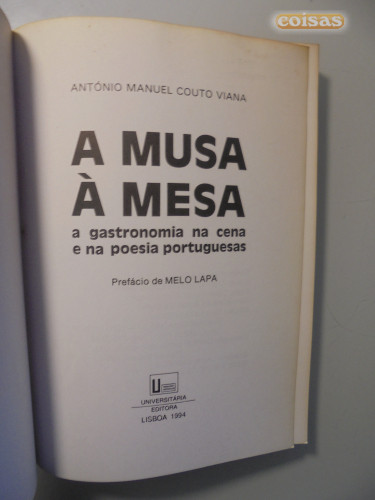 coisas
ANTÓNIO MANUEL COUTO VIANA
A MUSA
À MESA
a gastronomia na cena
e na poesia portuguesas
Prefácio de MELO LAPA
UNIVERSITÁRIA
EDITORA
LISBOA 1994